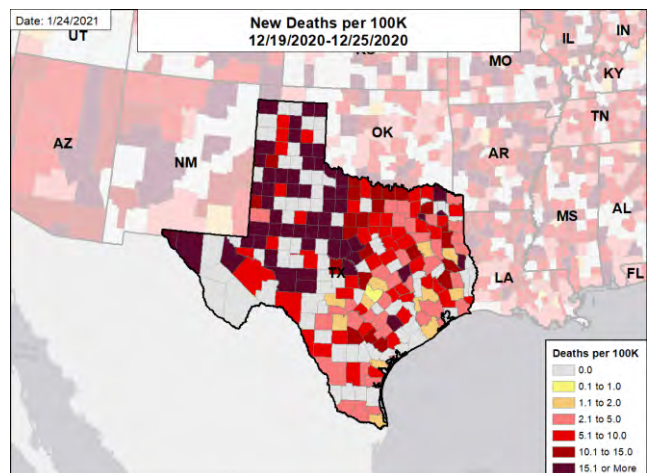 Date: 1/24/2021
New Deaths per 100K
12/19/2020-12/25/2020
UT
IL
IN
MO
KY
AZ
NM
OK
TN
AR
MS
AL
TX
LA
FL
Deaths per 100K
0.0
0.1 to 1.0
1.1 to 2.0
2.1 to 5.0
5.1 to 10.0
10.1 to 15.0
15.1 or More